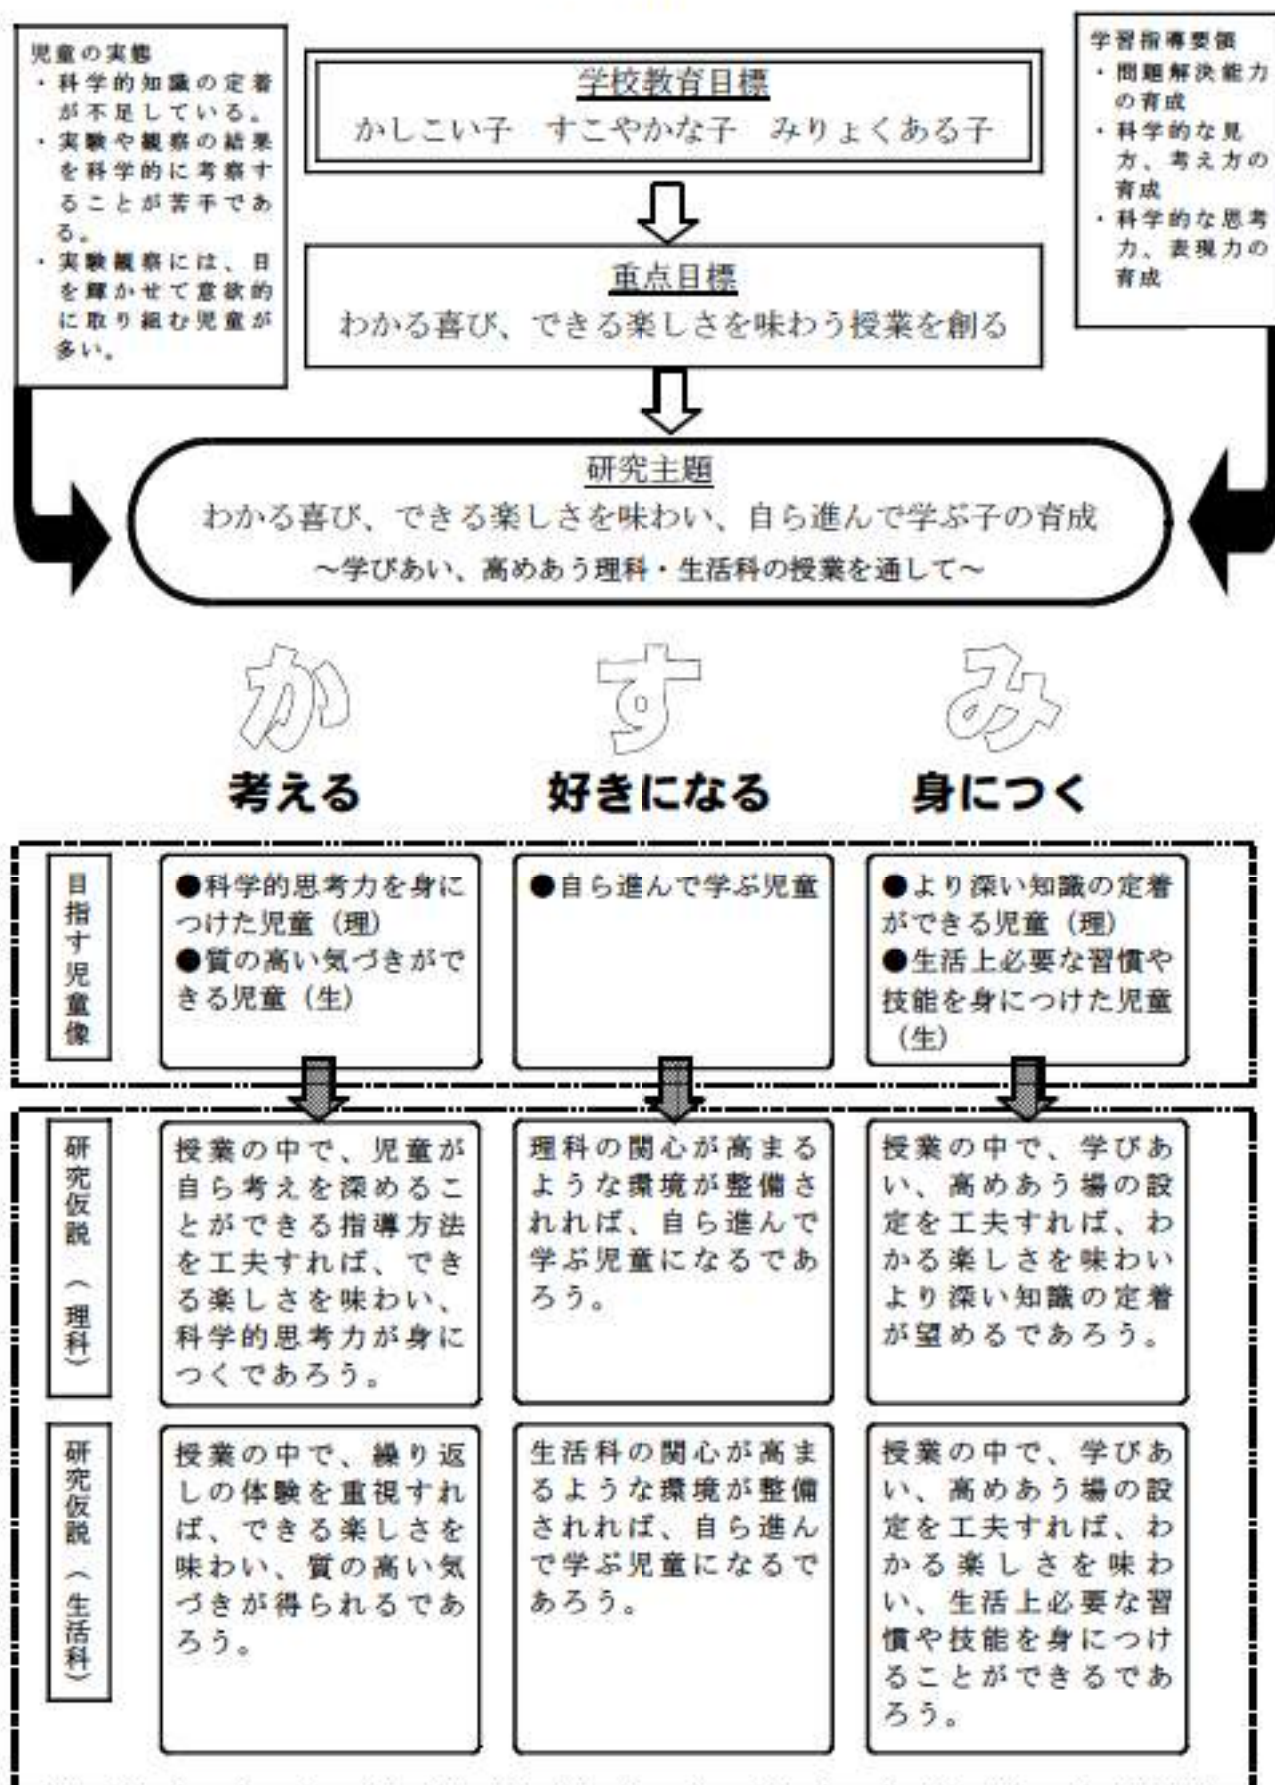 児童の実態
・科学的知識の定着
が不足している。
・実験や観察の結果
を科学的に考察す
ることが苦手であ
る。
・実験観察には、目
を輝かせて意欲的
に取り組む児童が
多い。
学校教育目標
かしこい子　すこやかな子　みりょくある子
学習指導要領
・問題解決能力
の育成
・科学的な見
方、考え方の
育成
・科学的な思考
力、表現力の
育成
重点目標
わかる喜び、できる楽しさを味わう授業を創る
研究主題
わかる喜び、できる楽しさを味わい、自ら進んで学ぶ子の育成
～学びあい、高めあう理科・生活科の授業を通して～
か
す
み
考える
好きになる
身につく
目指す児童像
●科学的思考力を身に
つけた児童（理）
●質の高い気づきがで
きる児童（生）
●自ら進んで学ぶ児童
●より深い知識の定着
ができる児童（理）
●生活上必要な習慣や
技能を身につけた児童
（生）
研究仮説（理科）
授業の中で、児童が
自ら考えを深めるこ
とができる指導方法
を工夫すれば、でき
る楽しさを味わい、
科学的思考力が身に
つくであろう。
理科の関心が高まる
ような環境が整備さ
れれば、自ら進んで
学ぶ児童になるであ
ろう。
授業の中で、学びあ
い、高めあう場の設
定を工夫すれば、わ
かる楽しさを味わい
より深い知識の定着
が望めるであろう。
研究仮説（生活科）
授業の中で、繰り返
しの体験を重視すれ
ば、できる楽しさを
味わい、質の高い気
づきが得られるであ
ろう。
生活科の関心が高ま
るような環境が整備
されれば、自ら進ん
で学ぶ児童になるで
あろう。
授業の中で、学びあ
い、高めあう場の設
定を工夫すれば、わ
かる楽しさを味わ
い、生活上必要な習
慣や技能を身につけ
ることができるであ
ろう。